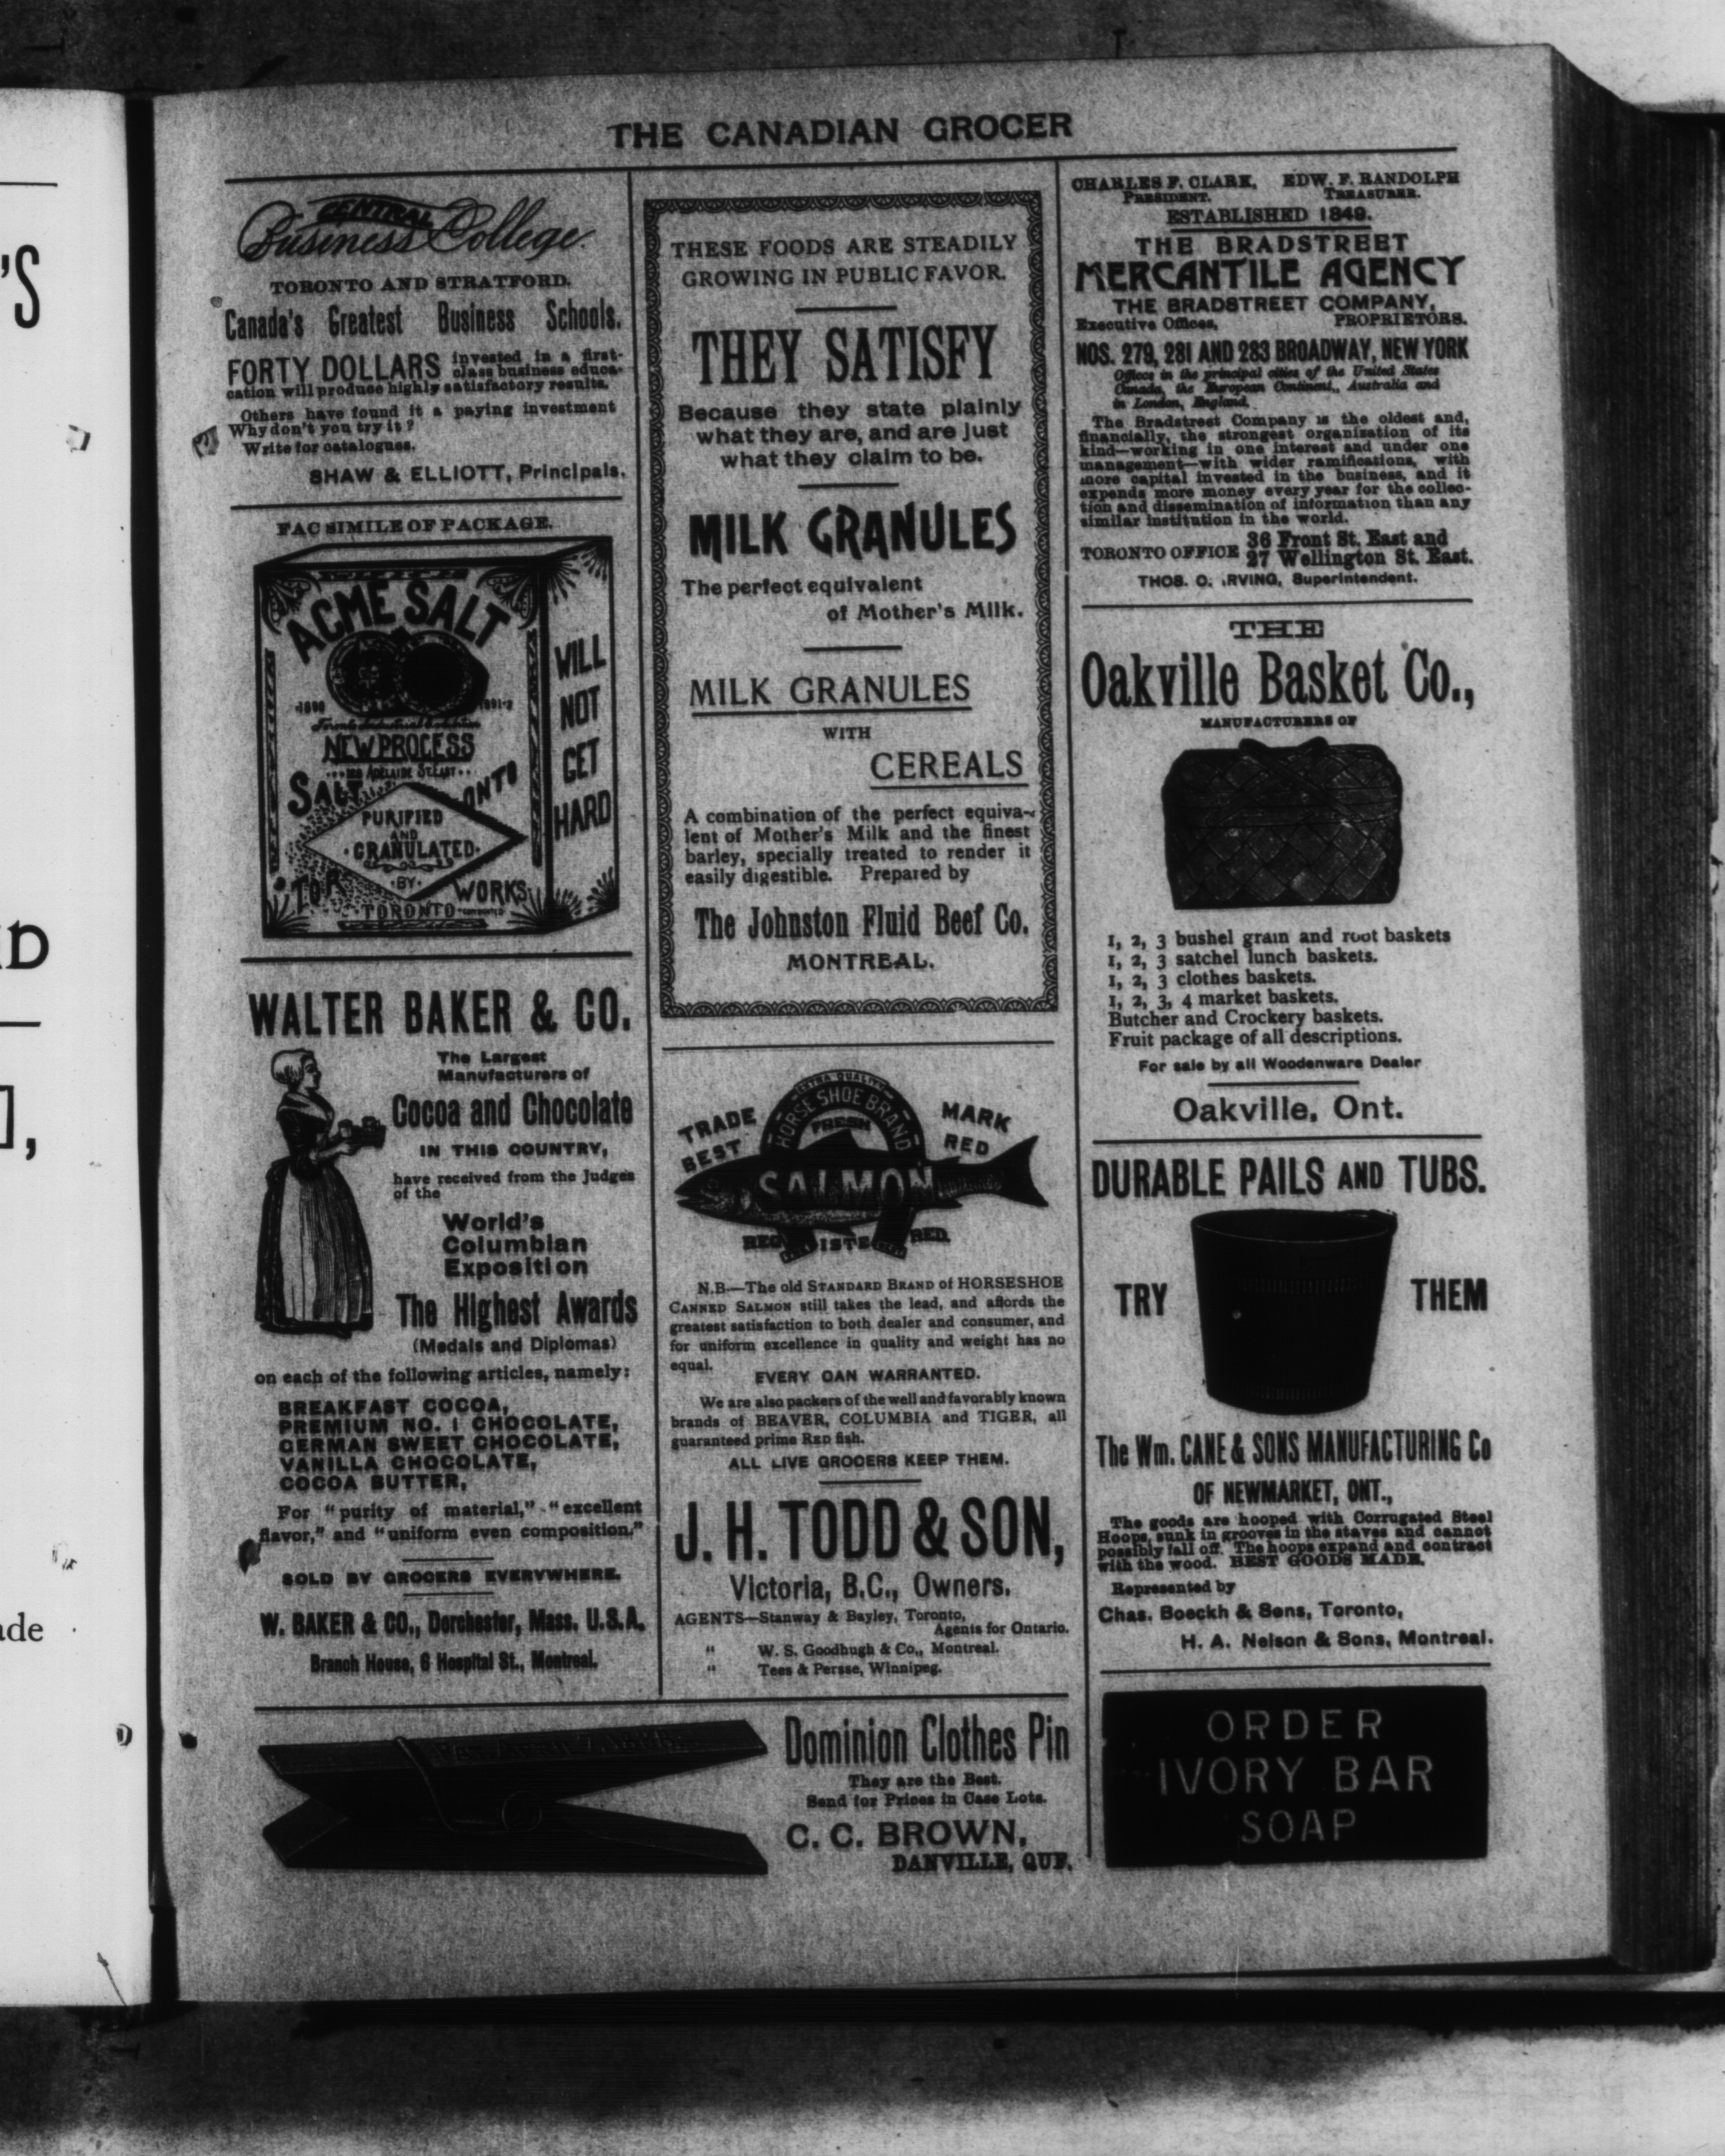 'S
ID
],
ade
THE CANADIAN GROCER
CENTRAL
Business College.
TORONTO AND STRATFORD.
Canada's Greatest Business Schools.
FORTY DOLLARS invested in a first-
class business educa-
cation will produce highly satisfactory results.
Others have found it a paying investment
Why don't you try it?
Write for catalogues.
SHAW & ELLIOTT, Principals.
FAC SIMILE OF PACKAGE.
ACME SALT
NEW PROCESS
ADELAIDE ST. EAST
SALT
PURIFIED
AND
GRANULATED
BY
WORKS
TORONTO
WILL
NOT
GET
HARD
WALTER BAKER & CO.
The Largest
Manufacturers of
Cocoa and Chocolate
IN THIS COUNTRY,
have received from the Judges
of the
World's
Columbian
Exposition
The Highest Awards
(Medals and Diplomas)
on each of the following articles, namely:
BREAKFAST COCOA,
PREMIUM NO. 1 CHOCOLATE,
GERMAN SWEET CHOCOLATE,
VANILLA CHOCOLATE,
COCOA BUTTER,
For "purity of material," "excellent
flavor," and "uniform even composition."
SOLD BY GROCERS EVERYWHERE.
W. BAKER & CO., Dorchester, Mass. U.S.A.
Branch House, 6 Hospital St., Montreal.
THESE FOODS ARE STEADILY
GROWING IN PUBLIC FAVOR.
THEY SATISFY
Because they state plainly
what they are, and are just
what they claim to be.
MILK GRANULES
The perfect equivalent
of Mother's Milk.
MILK GRANULES
WITH
CEREALS
A combination of the perfect equiva-
lent of Mother's Milk and the finest
barley, specially treated to render it
easily digestible. Prepared by
The Johnston Fluid Beef Co.
MONTREAL.
EXTRA QUALITY
HORSE SHOE BRAND
FRESH
TRADE MARK
BEST RED
SALMON
REGISTERED
N.B.—The old STANDARD BRAND of HORSESHOE
CANNED SALMON still takes the lead, and affords the
greatest satisfaction to both dealer and consumer, and
for uniform excellence in quality and weight has no
equal.
EVERY CAN WARRANTED.
We are also packers of the well and favorably known
brands of BEAVER, COLUMBIA and TIGER, all
guaranteed prime RED fish.
ALL LIVE GROCERS KEEP THEM.
J. H. TODD & SON,
Victoria, B.C., Owners.
AGENTS—Stanway & Bayley, Toronto,
Agents for Ontario.
" W. S. Goodhugh & Co., Montreal.
" Tees & Persse, Winnipeg.
Dominion Clothes Pin
They are the Best.
Send for Prices in Case Lots.
C. C. BROWN,
DANVILLE, QUE.
CHARLES F. CLARK, EDW. F. RANDOLPH
PRESIDENT. TREASURER.
ESTABLISHED 1849.
THE BRADSTREET
MERCANTILE AGENCY
THE BRADSTREET COMPANY,
Executive Offices, PROPRIETORS.
NOS. 279, 281 AND 283 BROADWAY, NEW YORK
Offices in the principal cities of the United States
Canada, the European Continent,, Australia and
in London, England.
The Bradstreet Company is the oldest and,
financially, the strongest organization of its
kind—working in one interest and under one
management—with wider ramifications, with
more capital invested in the business, and it
expends more money every year for the collec-
tion and dissemination of information than any
similar institution in the world.
TORONTO OFFICE 36 Front St. East and
27 Wellington St. East.
THOS. C. IRVING, Superintendent.
THE
Oakville Basket Co.,
MANUFACTURERS OF
1, 2, 3 bushel grain and root baskets
1, 2, 3 satchel lunch baskets.
1, 2, 3 clothes baskets.
1, 2, 3, 4 market baskets.
Butcher and Crockery baskets.
Fruit package of all descriptions.
For sale by all Woodenware Dealer
Oakville, Ont.
DURABLE PAILS AND TUBS.
TRY THEM
The Wm. CANE & SONS MANUFACTURING Co
OF NEWMARKET, ONT.,
The goods are hooped with Corrugated Steel
Hoops, sunk in grooves in the staves and cannot
possibly fall off. The hoops expand and contract
with the wood. BEST GOODS MADE.
Represented by
Chas. Boeckh & Sons, Toronto,
H. A. Nelson & Sons, Montreal.
ORDER
IVORY BAR
SOAP